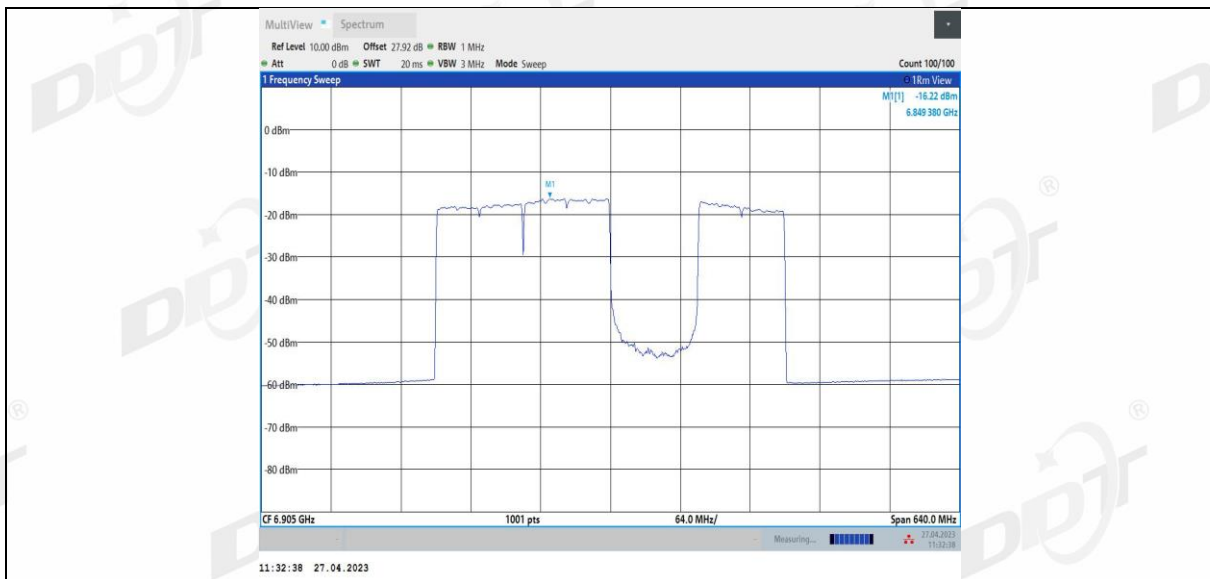 MultiView Spectrum
Ref Level 10.00 dBm Offset 27.92 dB RBW 1 MHz
Att 0 dB SWT 20 ms VBW 3 MHz Mode Sweep Count 100/100
1 Frequency Sweep 1Rm View
M1[1] -16.22 dBm
6.849 380 GHz
0 dBm
-10 dBm
M1
-20 dBm
-30 dBm
-40 dBm
-50 dBm
-60 dBm
-70 dBm
-80 dBm
CF 6.905 GHz 1001 pts 64.0 MHz/ Span 640.0 MHz
Measuring... 27.04.2023
11:32:38
11:32:38 27.04.2023
DDT
®
DDT
®
DDT
®
DDT
®